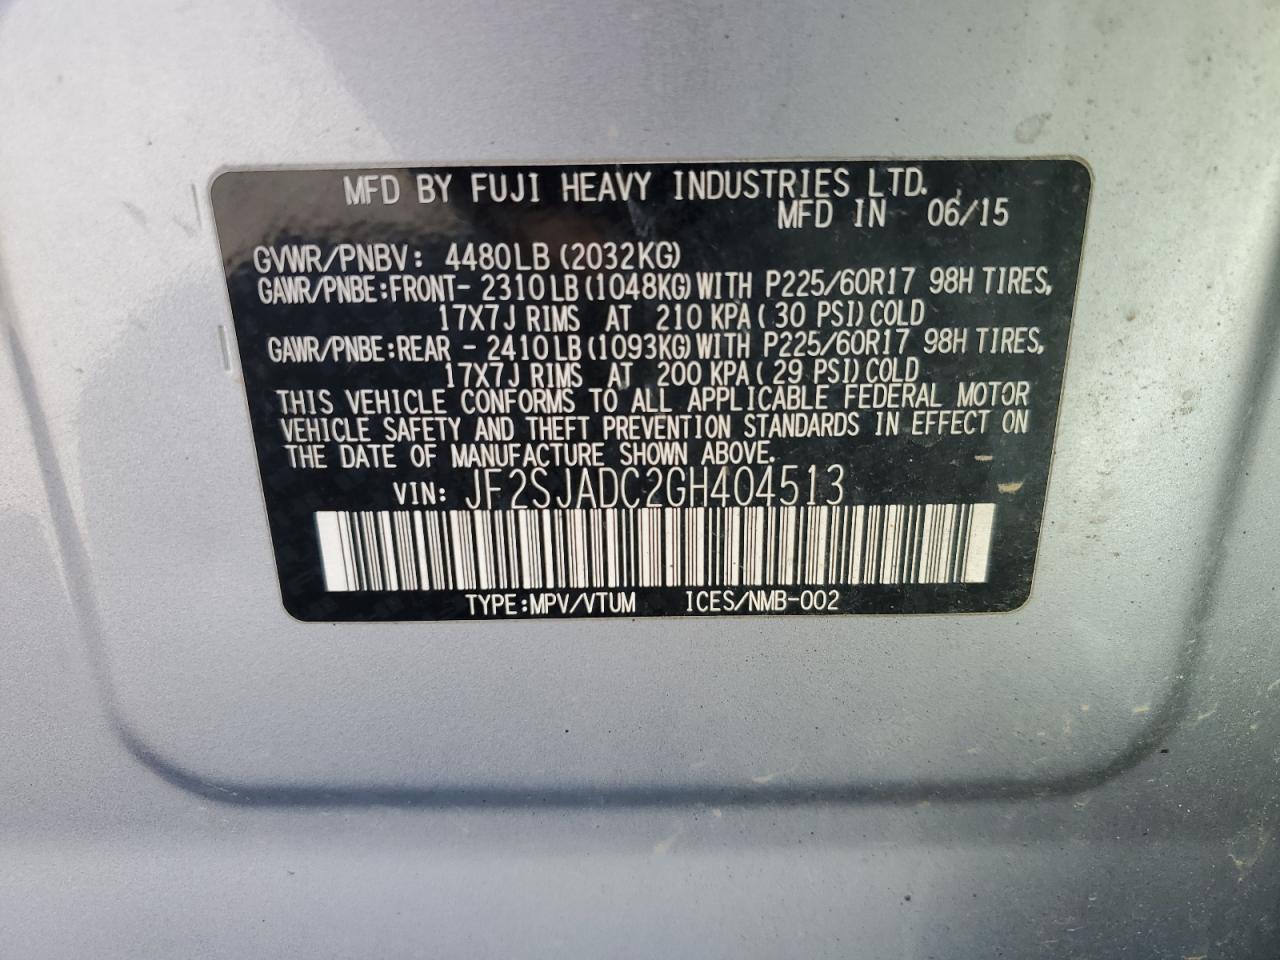 MFD BY FUJI HEAVY INDUSTRIES LTD.
MFD IN 06/15
GVWR/PNBV: 4480LB (2032KG)
GAWR/PNBE:FRONT- 2310LB(1048KG)WITH P225/60R17 98H TIRES,
17X7J RIMS AT 210 KPA( 30 PSI)COLD
GAWR/PNBE:REAR - 2410LB(1093KG)WITH P225/60R17 98H TIRES,
17X7J RIMS AT 200 KPA( 29 PSI)COLD
THIS VEHICLE CONFORMS TO ALL APPLICABLE FEDERAL MOTOR
VEHICLE SAFETY AND THEFT PREVENTION STANDARDS IN EFFECT ON
THE DATE OF MANUFACTURE SHOWN ABOVE.
VIN: JF2SJADC2GH404513
TYPE:MPV/VTUM ICES/NMB-002